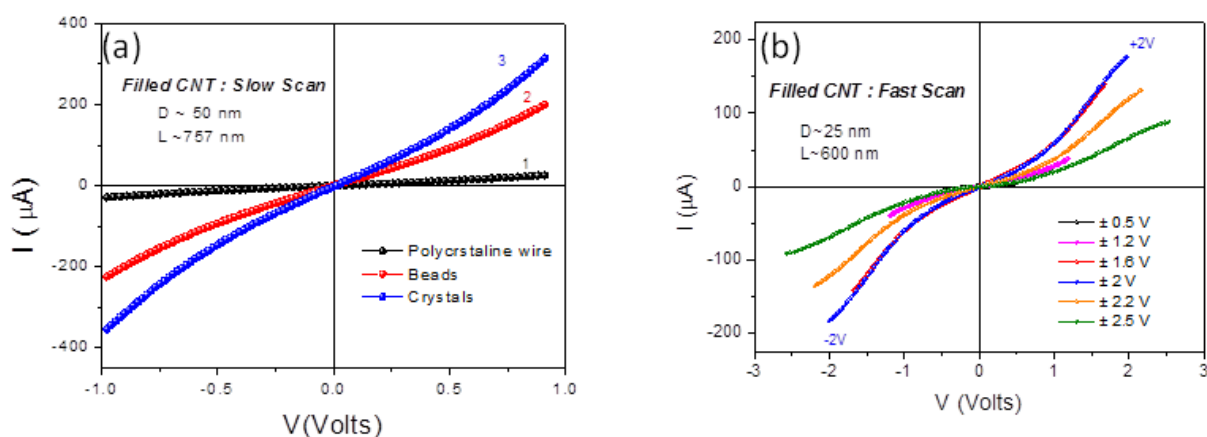 (a)
400
200
0
-200
-400
I (μA)
Filled CNT : Slow Scan
D ~ 50 nm
L ~757 nm
3
2
1
Polycrstaline wire
Beads
Crystals
-1.0
-0.5
0.0
0.5
1.0
V(Volts)
(b)
200
100
0
-100
-200
I (μA)
+2V
Filled CNT : Fast Scan
D~25 nm
L~600 nm
± 0.5 V
± 1.2 V
± 1.6 V
± 2 V
± 2.2 V
± 2.5 V
-2V
-3
-2
-1
0
1
2
3
V (Volts)